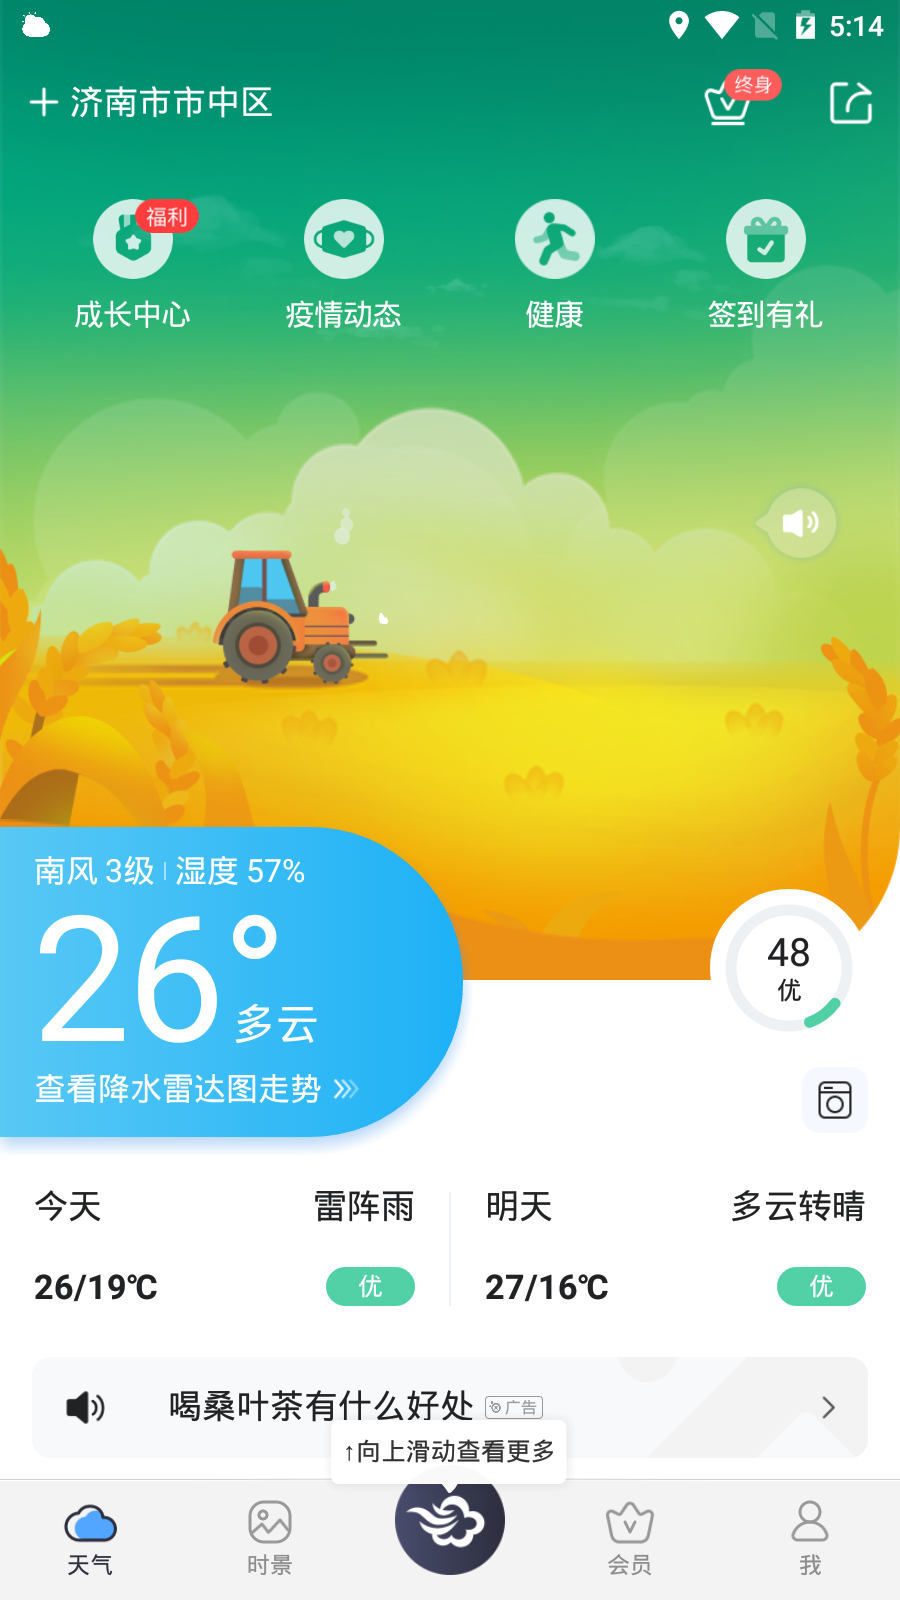 5:14
济南市市中区
终身
福利
成长中心
疫情动态
健康
签到有礼
南风 3级
湿度 57%
26°
多云
查看降水雷达图走势
48
优
今天
雷阵雨
26/19℃
优
明天
多云转晴
27/16℃
优
喝桑叶茶有什么好处
广告
↑向上滑动查看更多
天气
时景
会员
我